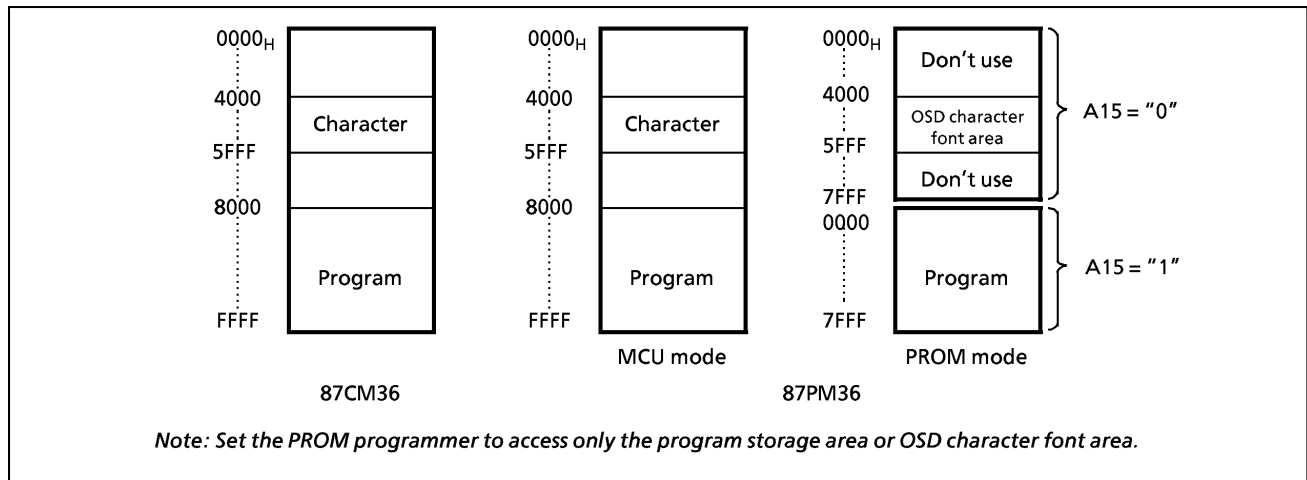 0000H
4000
Character
5FFF
8000
Program
FFFF
87CM36
0000H
4000
Character
5FFF
8000
Program
FFFF
MCU mode
0000H
Don't use
4000
OSD character
font area
5FFF
Don't use
7FFF
A15 = "0"
0000
Program
7FFF
A15 = "1"
PROM mode
87PM36
Note: Set the PROM programmer to access only the program storage area or OSD character font area.